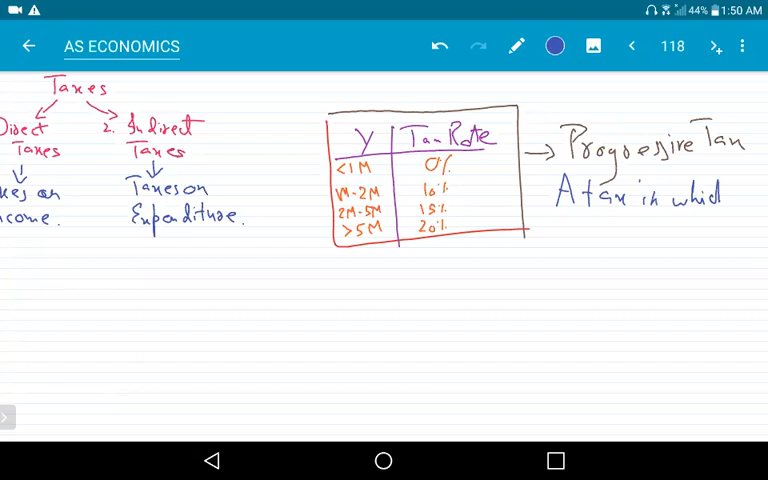 44% 1:50 AM
AS ECONOMICS
118
Taxes
Direct
Taxes
2. Indirect
Taxes
Taxes on
Expenditure.
Y Tax Rate
<1M 0%
1M-2M 10%
2M-5M 15%
>5M 20%
Progressive Tax
A tax in which